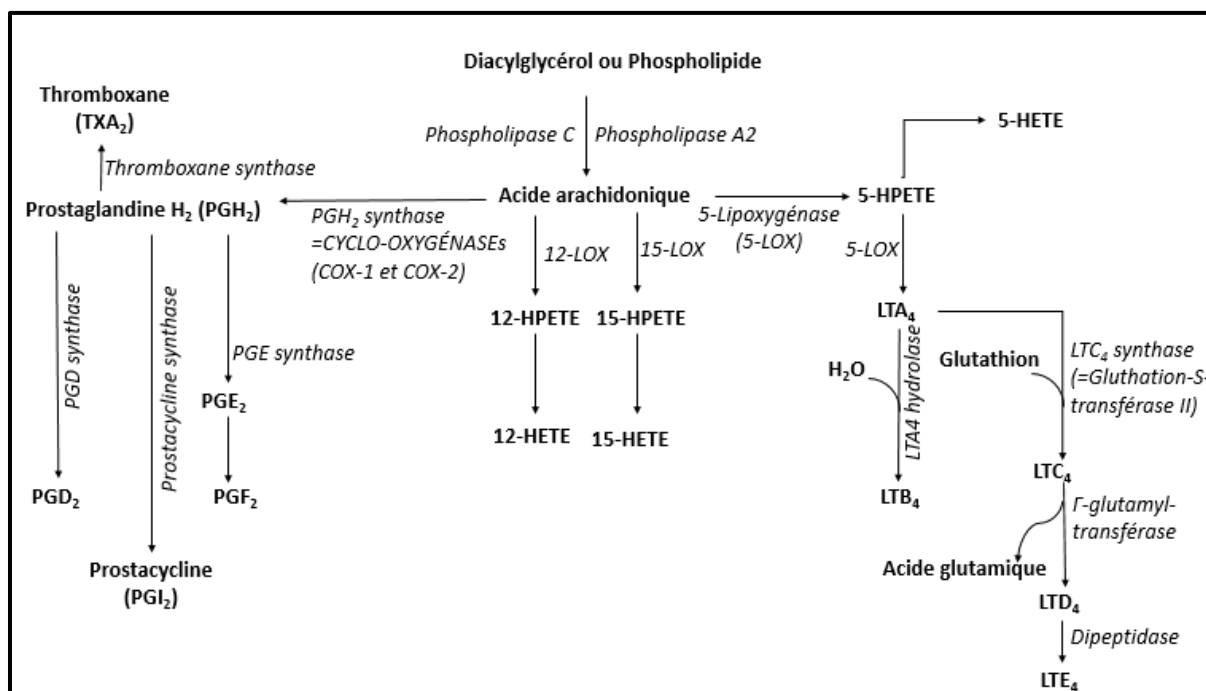 Diacylglycérol ou Phospholipide
Thromboxane
(TXA₂)
Phospholipase C
Phospholipase A2
5-HETE
Thromboxane synthase
Prostaglandine H₂ (PGH₂)
PGH₂ synthase
=CYCLO-OXYGÉNASEs
(COX-1 et COX-2)
Acide arachidonique
5-Lipoxygénase
(5-LOX)
5-HPETE
12-LOX
15-LOX
5-LOX
12-HPETE
15-HPETE
LTA₄
PGD synthase
Prostacycline synthase
PGE synthase
H₂O
LTA4 hydrolase
Glutathion
LTC₄ synthase
(=Gluthation-S-
transférase II)
PGE₂
12-HETE
15-HETE
PGD₂
PGF₂
LTB₄
LTC₄
Γ-glutamyl-
transférase
Prostacycline
(PGI₂)
Acide glutamique
LTD₄
Dipeptidase
LTE₄